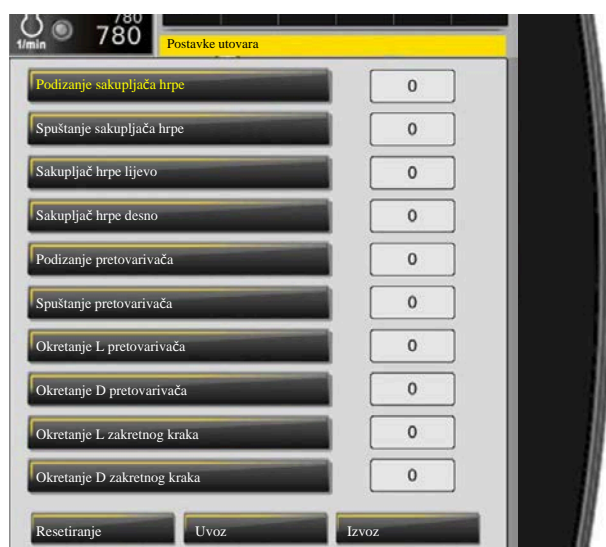 780
1/min 780
Postavke utovara
Podizanje sakupljača hrpe 0
Spuštanje sakupljača hrpe 0
Sakupljač hrpe lijevo 0
Sakupljač hrpe desno 0
Podizanje pretovarivača 0
Spuštanje pretovarivača 0
Okretanje L pretovarivača 0
Okretanje D pretovarivača 0
Okretanje L zakretnog kraka 0
Okretanje D zakretnog kraka 0
Resetiranje Uvoz Izvoz